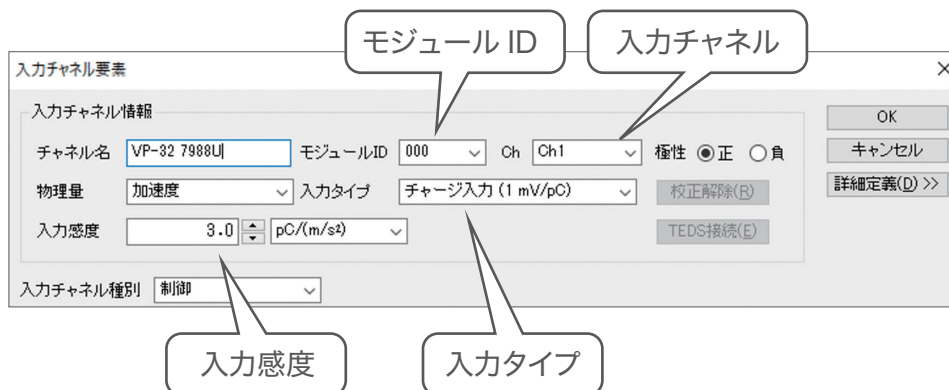 モジュール ID
入力チャネル
入力チャネル要素
入力チャネル情報
チャネル名 VP-32 7988U モジュールID 000 Ch Ch1 極性 正 負
物理量 加速度 入力タイプ チャージ入力 (1 mV/pC) 校正解除(R)
入力感度 3.0 pC/(m/s²) TEDS接続(E)
OK
キャンセル
詳細定義(D) >>
入力チャネル種別 制御
入力感度
入力タイプ